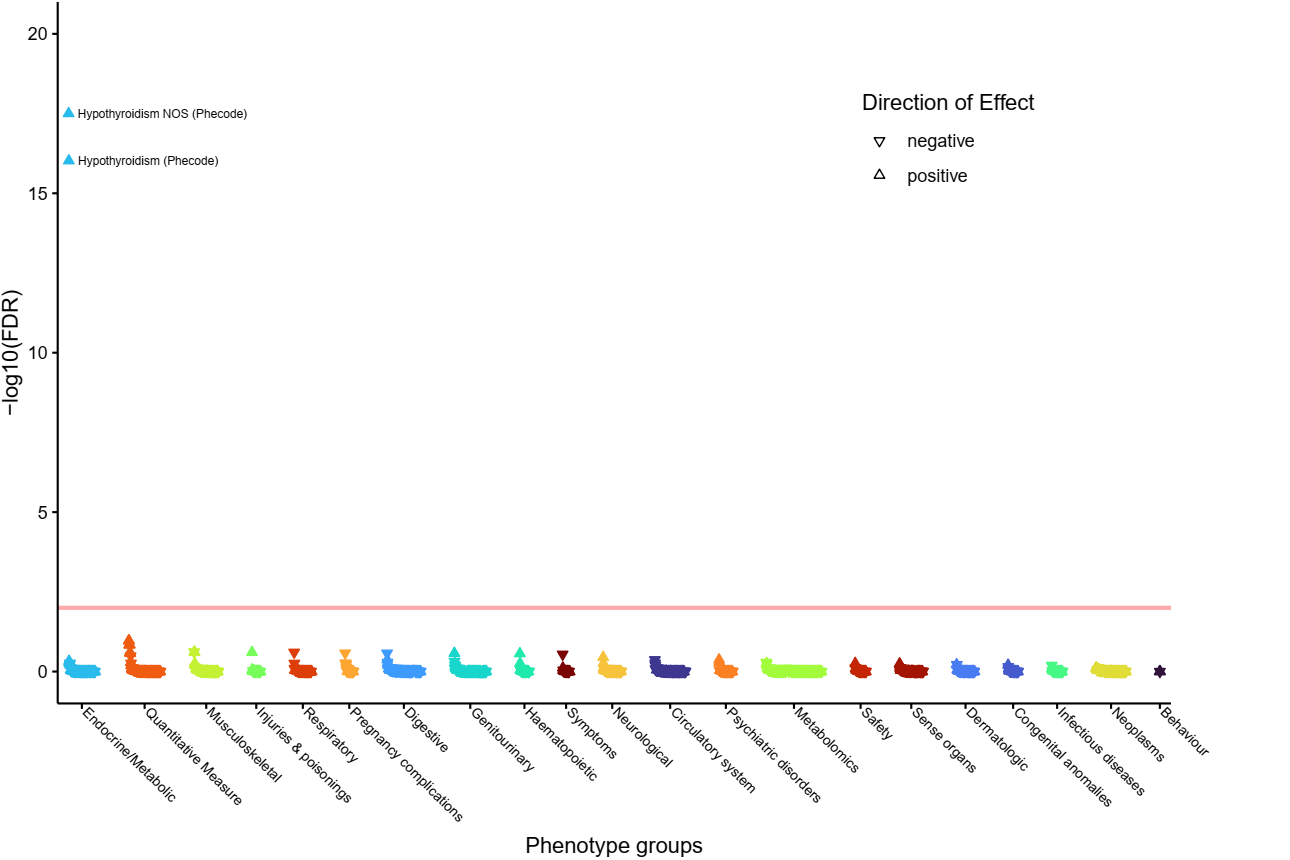 20
Hypothyroidism NOS (Phecode)
Hypothyroidism (Phecode)
15
10
5
0
−log10(FDR)
Direction of Effect
negative
positive
Endocrine/Metabolic
Quantitative Measure
Musculoskeletal
Injuries & poisonings
Respiratory
Pregnancy complications
Digestive
Genitourinary
Haematopoietic
Symptoms
Neurological
Circulatory system
Psychiatric disorders
Metabolomics
Safety
Sense organs
Dermatologic
Congenital anomalies
Infectious diseases
Neoplasms
Behaviour
Phenotype groups